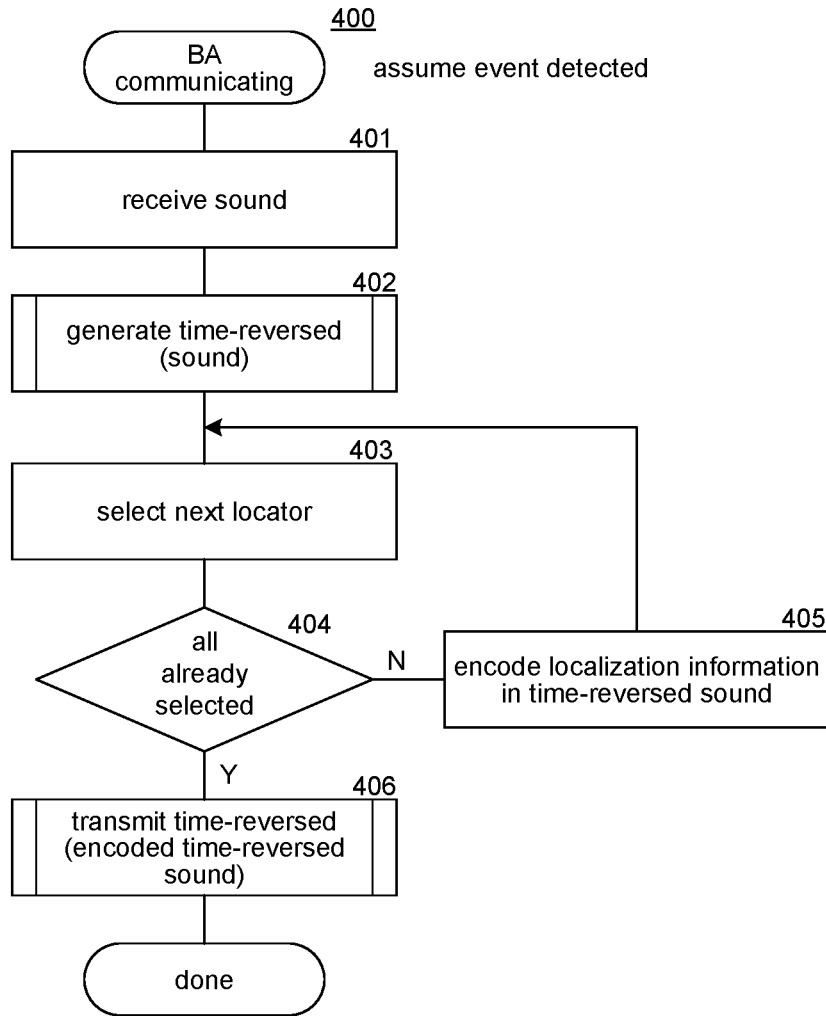 400
BA
communicating
assume event detected
401
receive sound
402
generate time-reversed
(sound)
403
select next locator
404
all
already
selected
N
405
encode localization information
in time-reversed sound
Y
406
transmit time-reversed
(encoded time-reversed
sound)
done